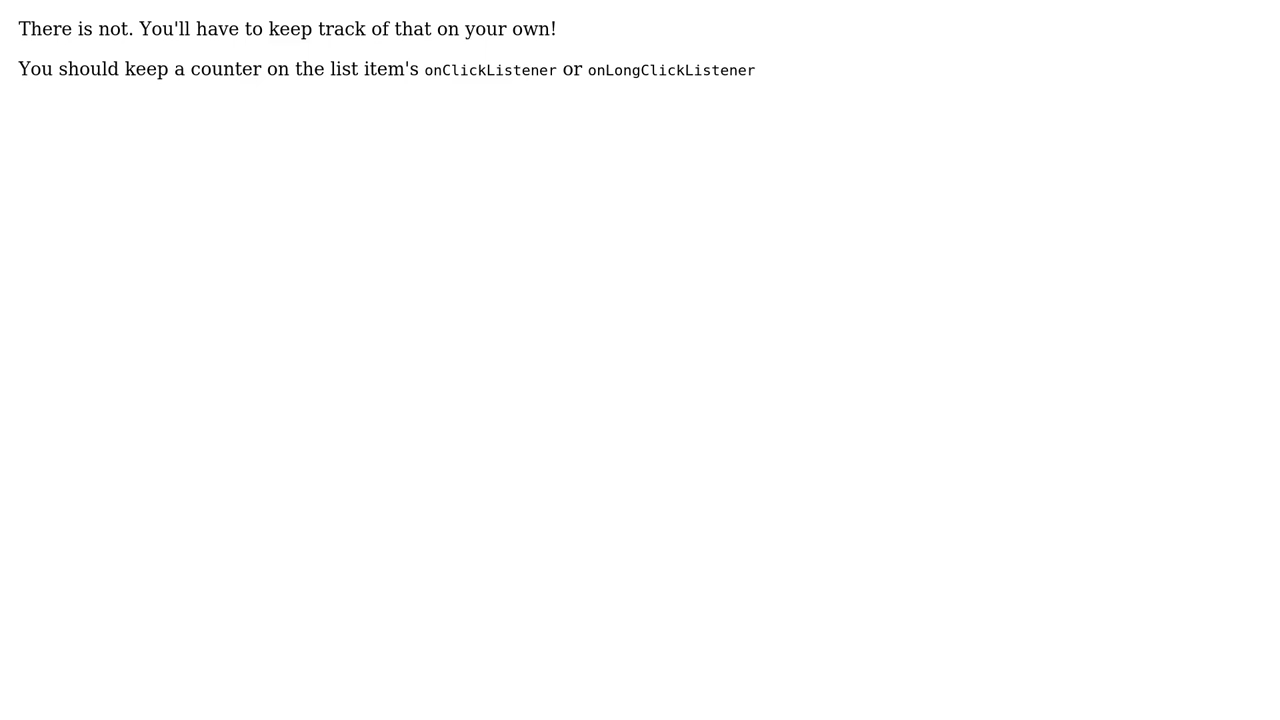 There is not. You'll have to keep track of that on your own!
You should keep a counter on the list item's onClickListener or onLongClickListener